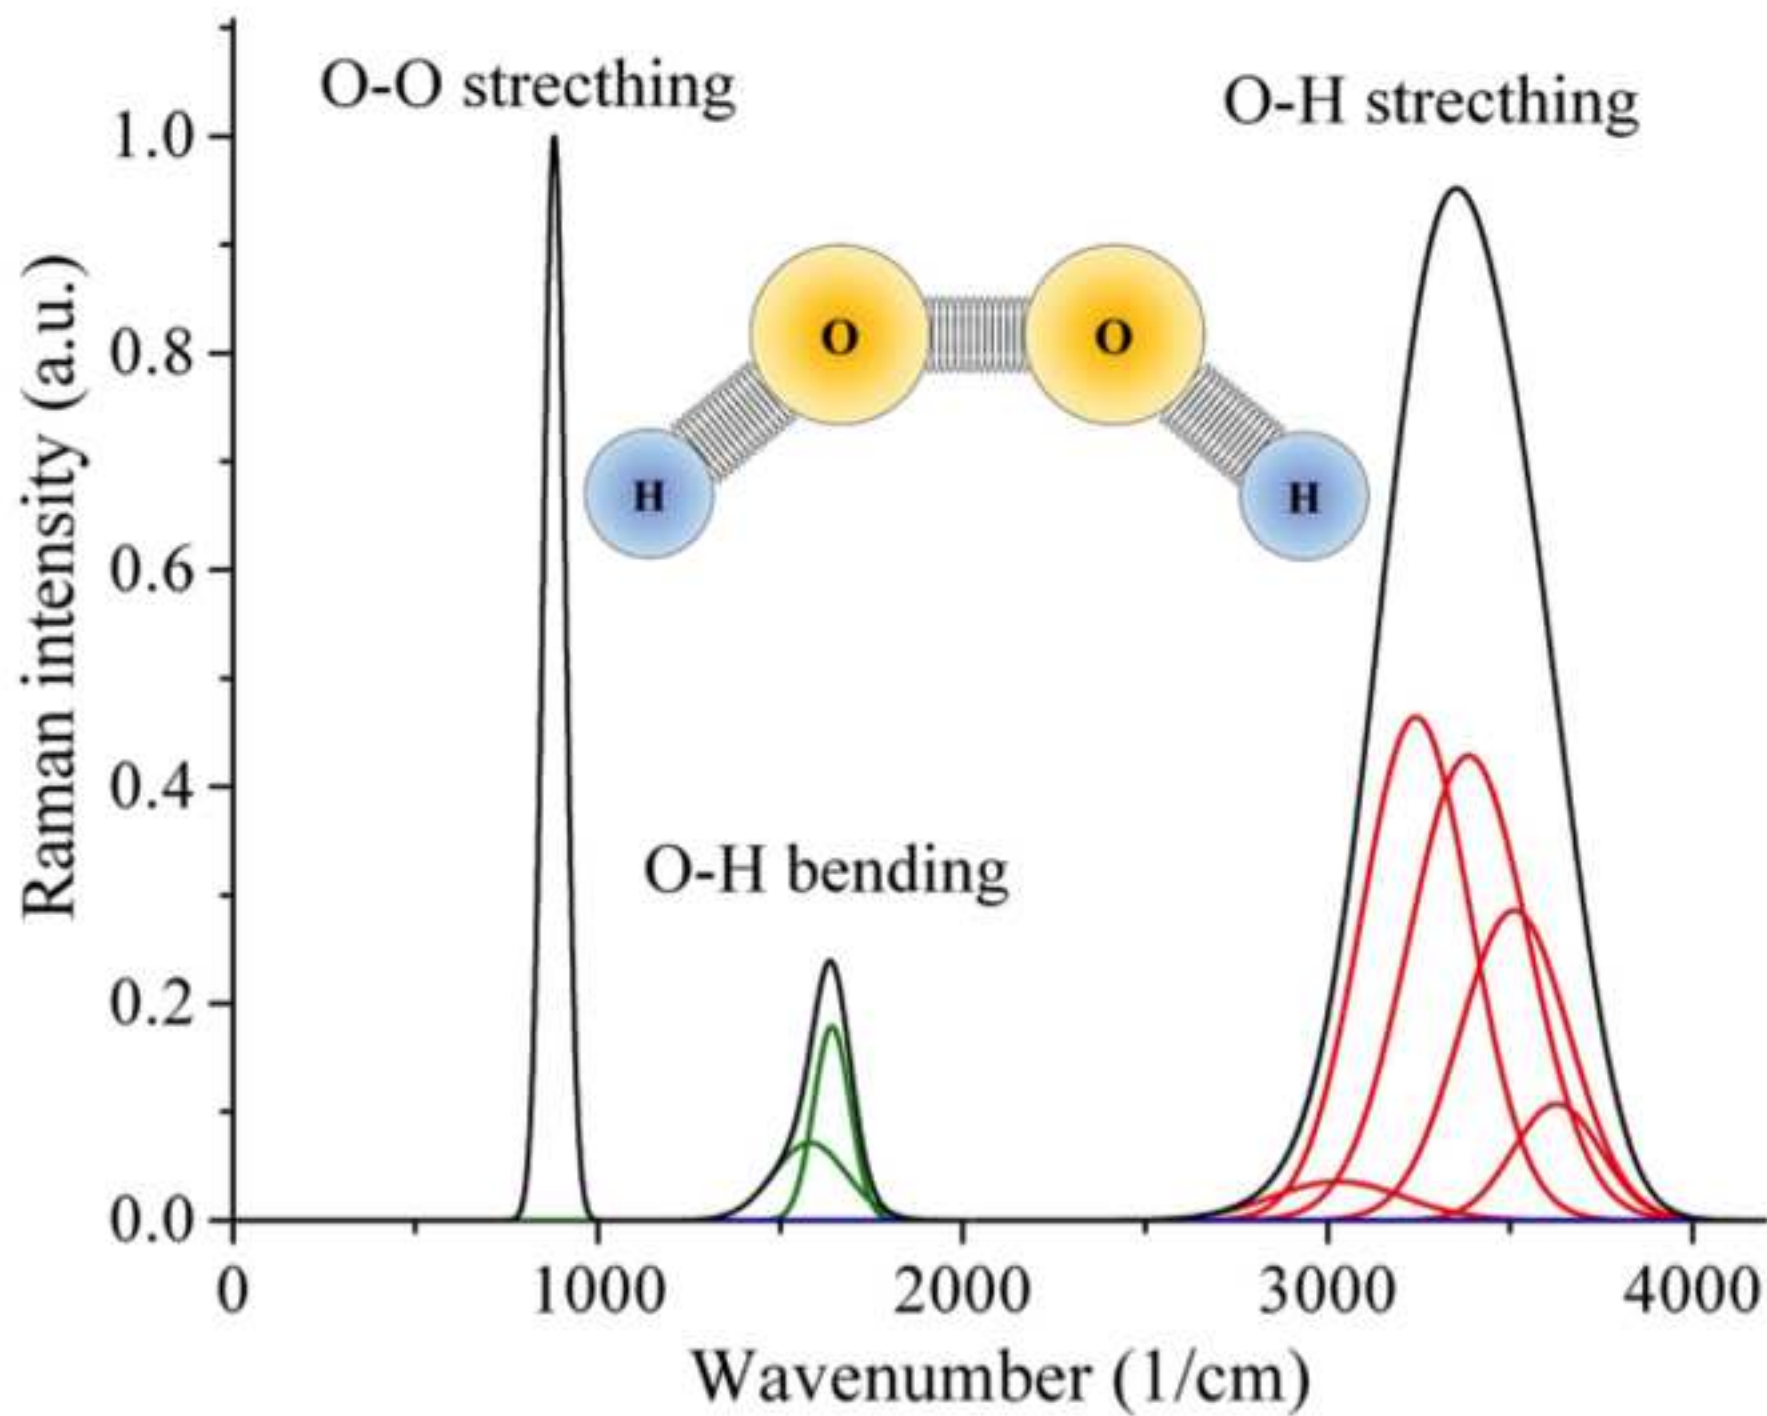 O-O strecthing
O-H strecthing
1.0
0.8
0.6
0.4
0.2
0.0
Raman intensity (a.u.)
O
O
H
H
O-H bending
0
1000
2000
3000
4000
Wavenumber (1/cm)